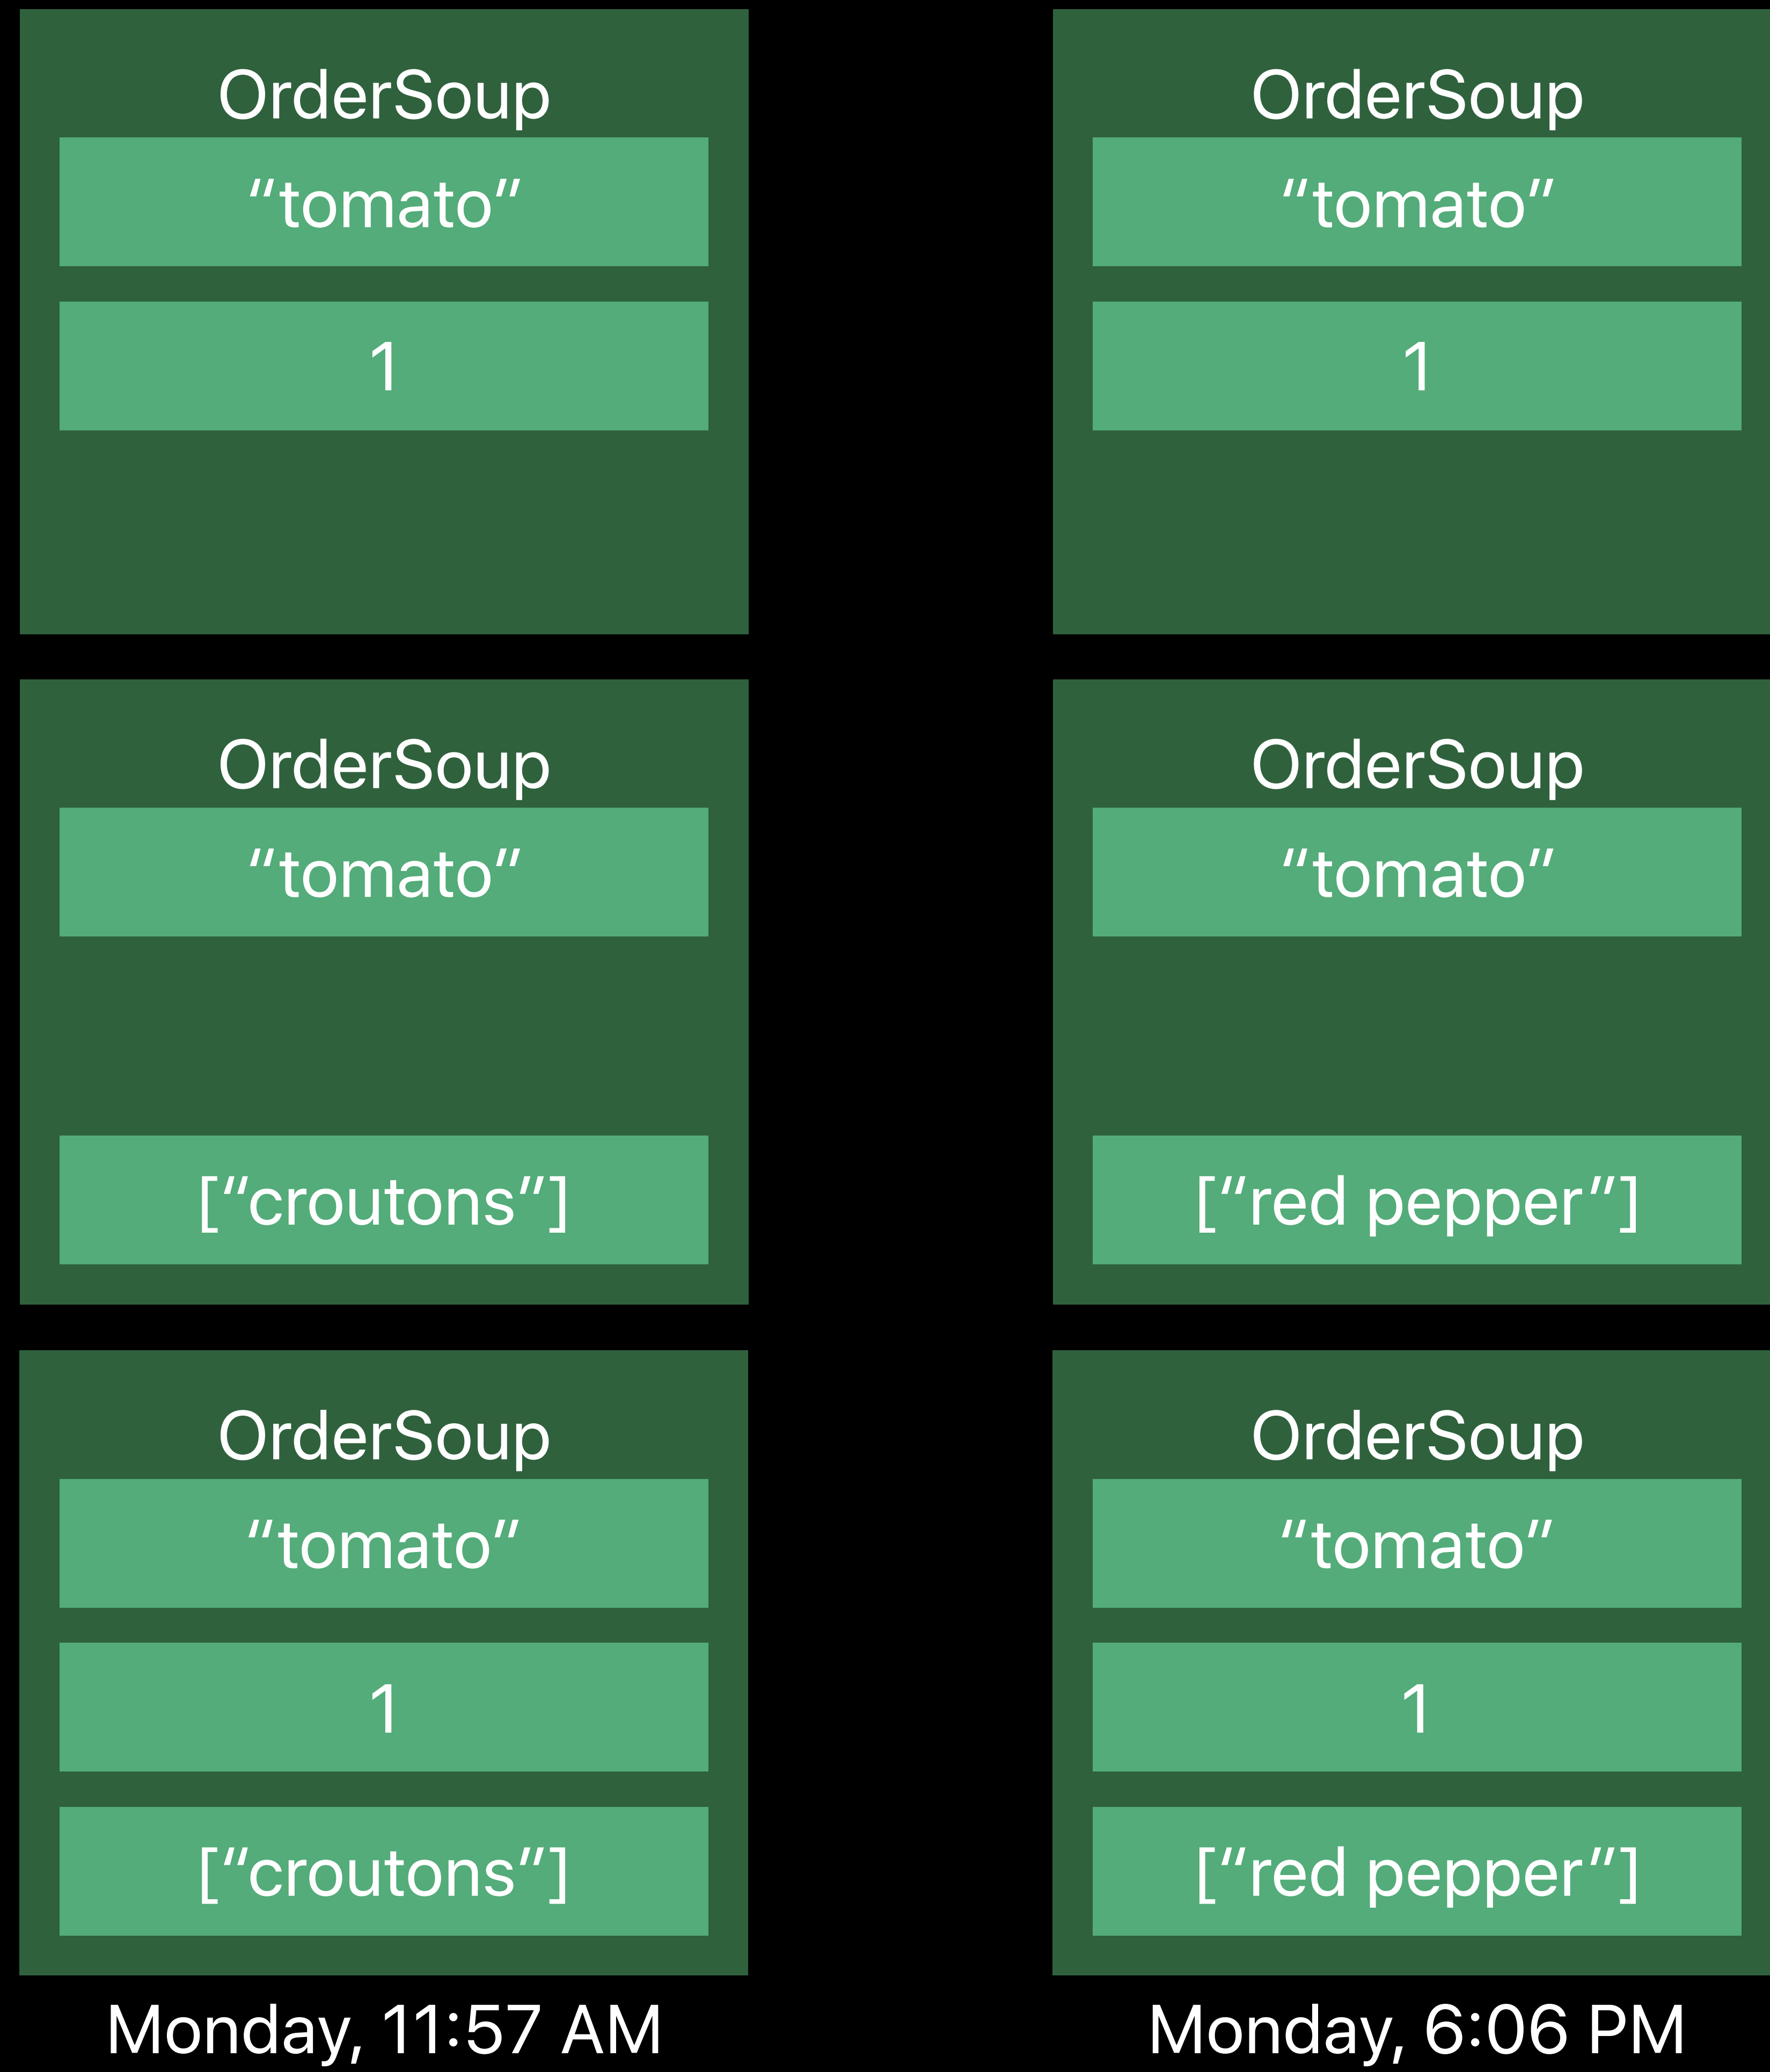 OrderSoup
“tomato“
1
OrderSoup
“tomato“
["croutons“]
OrderSoup
“tomato“
1
["croutons“]
Monday, 11:57 AM
OrderSoup
“tomato“
1
OrderSoup
“tomato“
["red pepper“]
OrderSoup
“tomato“
1
["red pepper“]
Monday, 6:06 PM